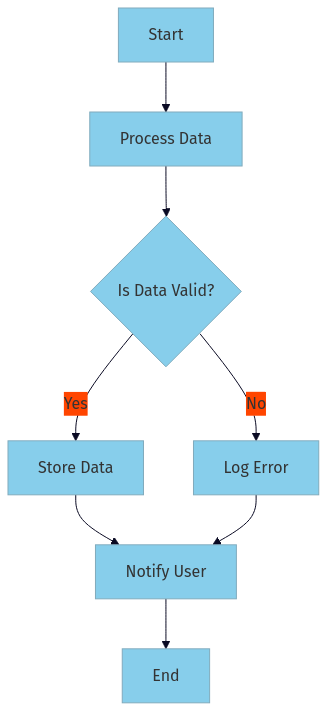 Start
Process Data
Is Data Valid?
Yes
No
Store Data
Log Error
Notify User
End